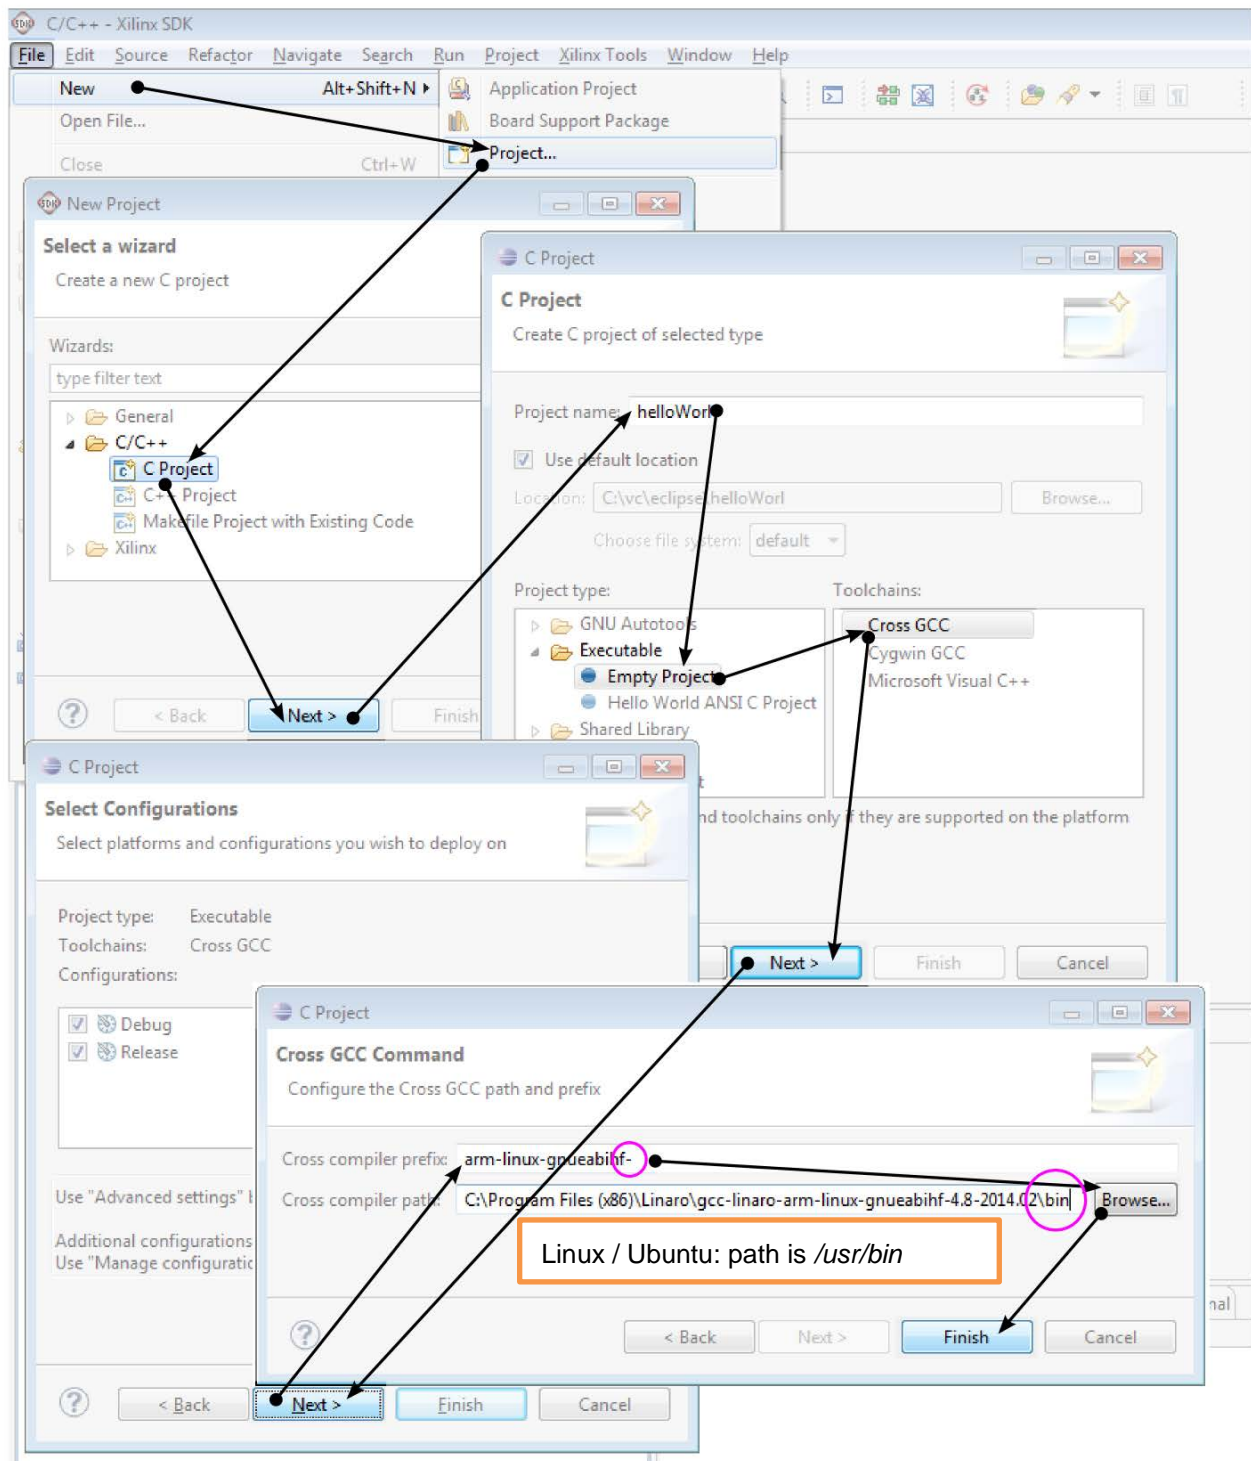 C/C++ - Xilinx SDK
File Edit Source Refactor Navigate Search Run Project Xilinx Tools Window Help
New Alt+Shift+N
Application Project
Open File...
Board Support Package
Close Ctrl+W
Project...
New Project
Select a wizard
Create a new C project
Wizards:
type filter text
General
C/C++
C Project
C++ Project
Makefile Project with Existing Code
Xilinx
< Back Next > Finish
C Project
C Project
Create C project of selected type
Project name: helloWorl
Use default location
Location: C:\vc\eclipse\helloWorl Browse...
Choose file system: default
Project type: Toolchains:
GNU Autotools
Executable
Empty Project
Hello World ANSI C Project
Shared Library
Cross GCC
Cygwin GCC
Microsoft Visual C++
nd toolchains only if they are supported on the platform
Next > Finish Cancel
C Project
Select Configurations
Select platforms and configurations you wish to deploy on
Project type: Executable
Toolchains: Cross GCC
Configurations:
Debug
Release
Use "Advanced settings"
Additional configurations
Use "Manage configuratic
< Back Next > Finish Cancel
C Project
Cross GCC Command
Configure the Cross GCC path and prefix
Cross compiler prefix: arm-linux-gnueabihf-
Cross compiler path: C:\Program Files (x86)\Linaro\gcc-linaro-arm-linux-gnueabihf-4.8-2014.02\bin Browse...
Linux / Ubuntu: path is /usr/bin
< Back Next > Finish Cancel
nal